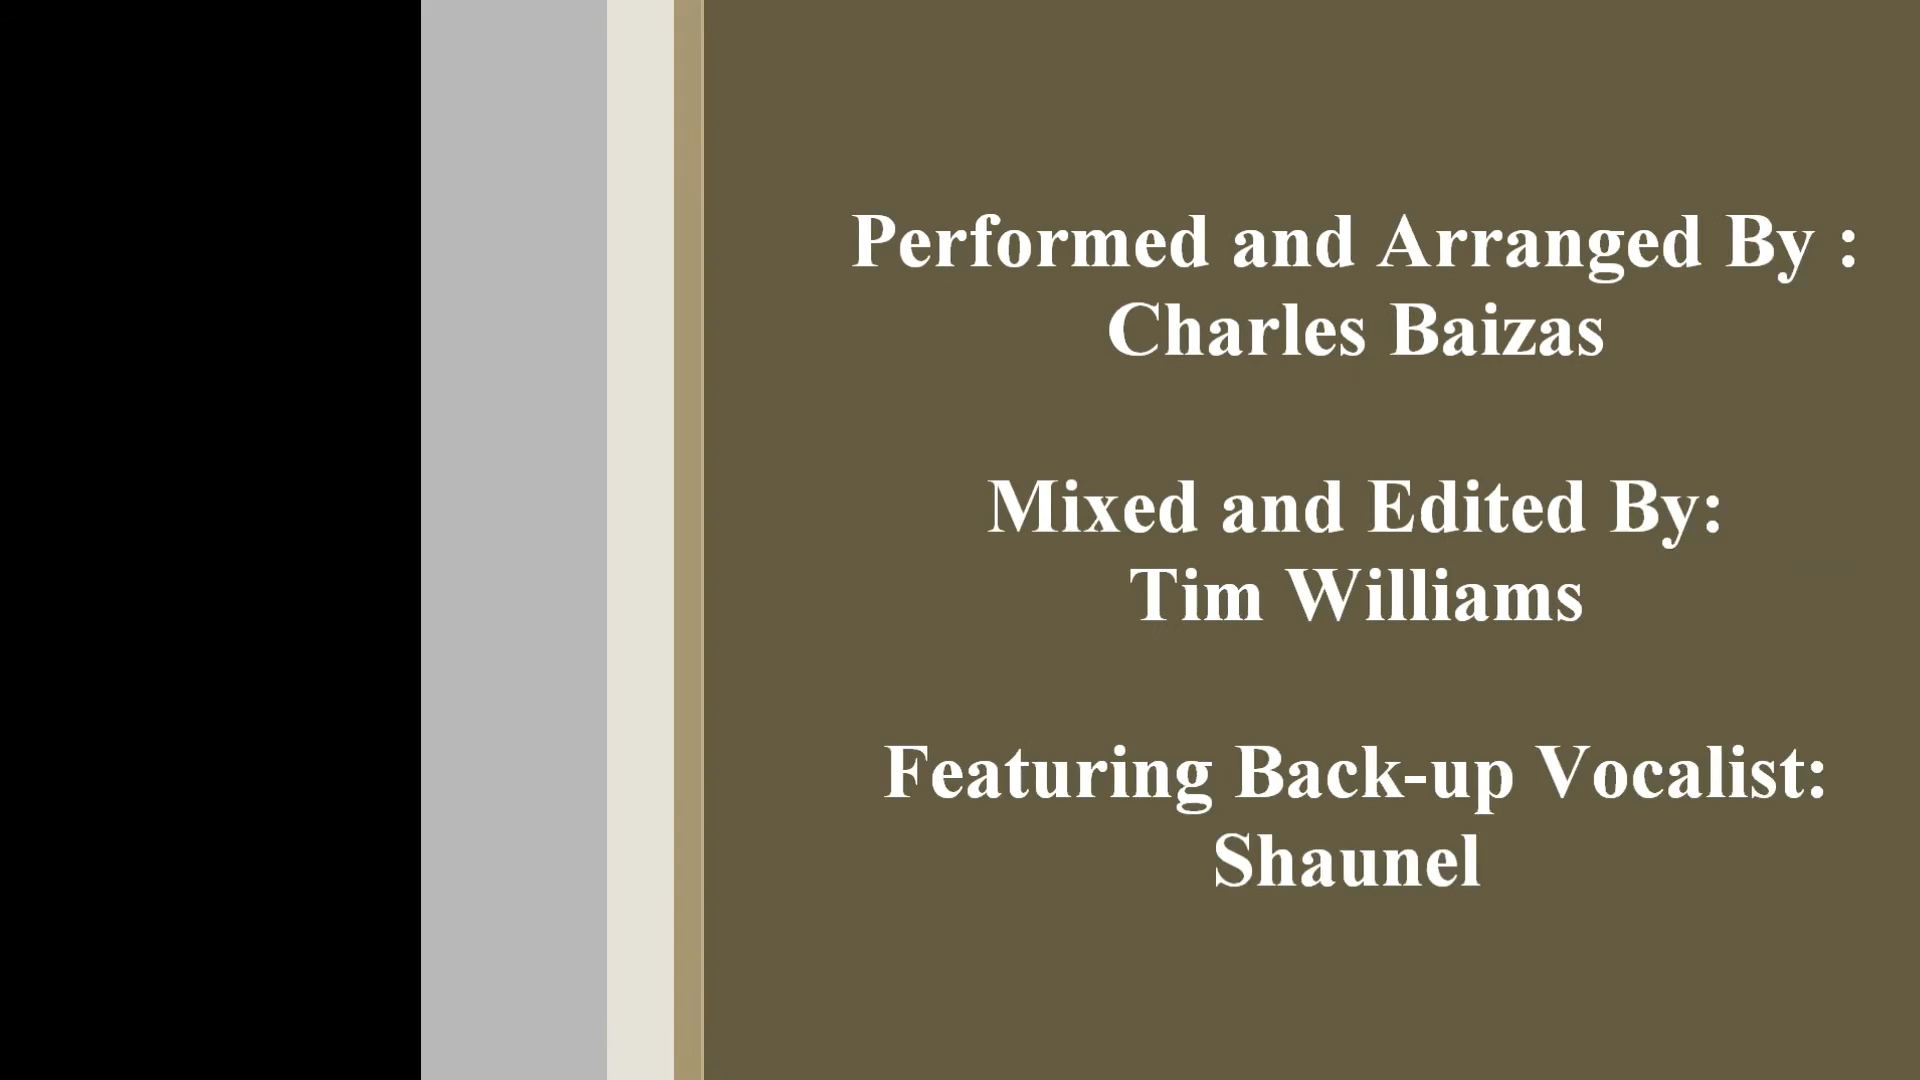 Performed and Arranged By :
Charles Baizas
Mixed and Edited By:
Tim Williams
Featuring Back-up Vocalist:
Shaunel